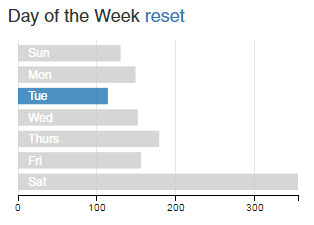 Day of the Week reset
Sun
Mon
Tue
Wed
Thurs
Fri
Sat
0 100 200 300